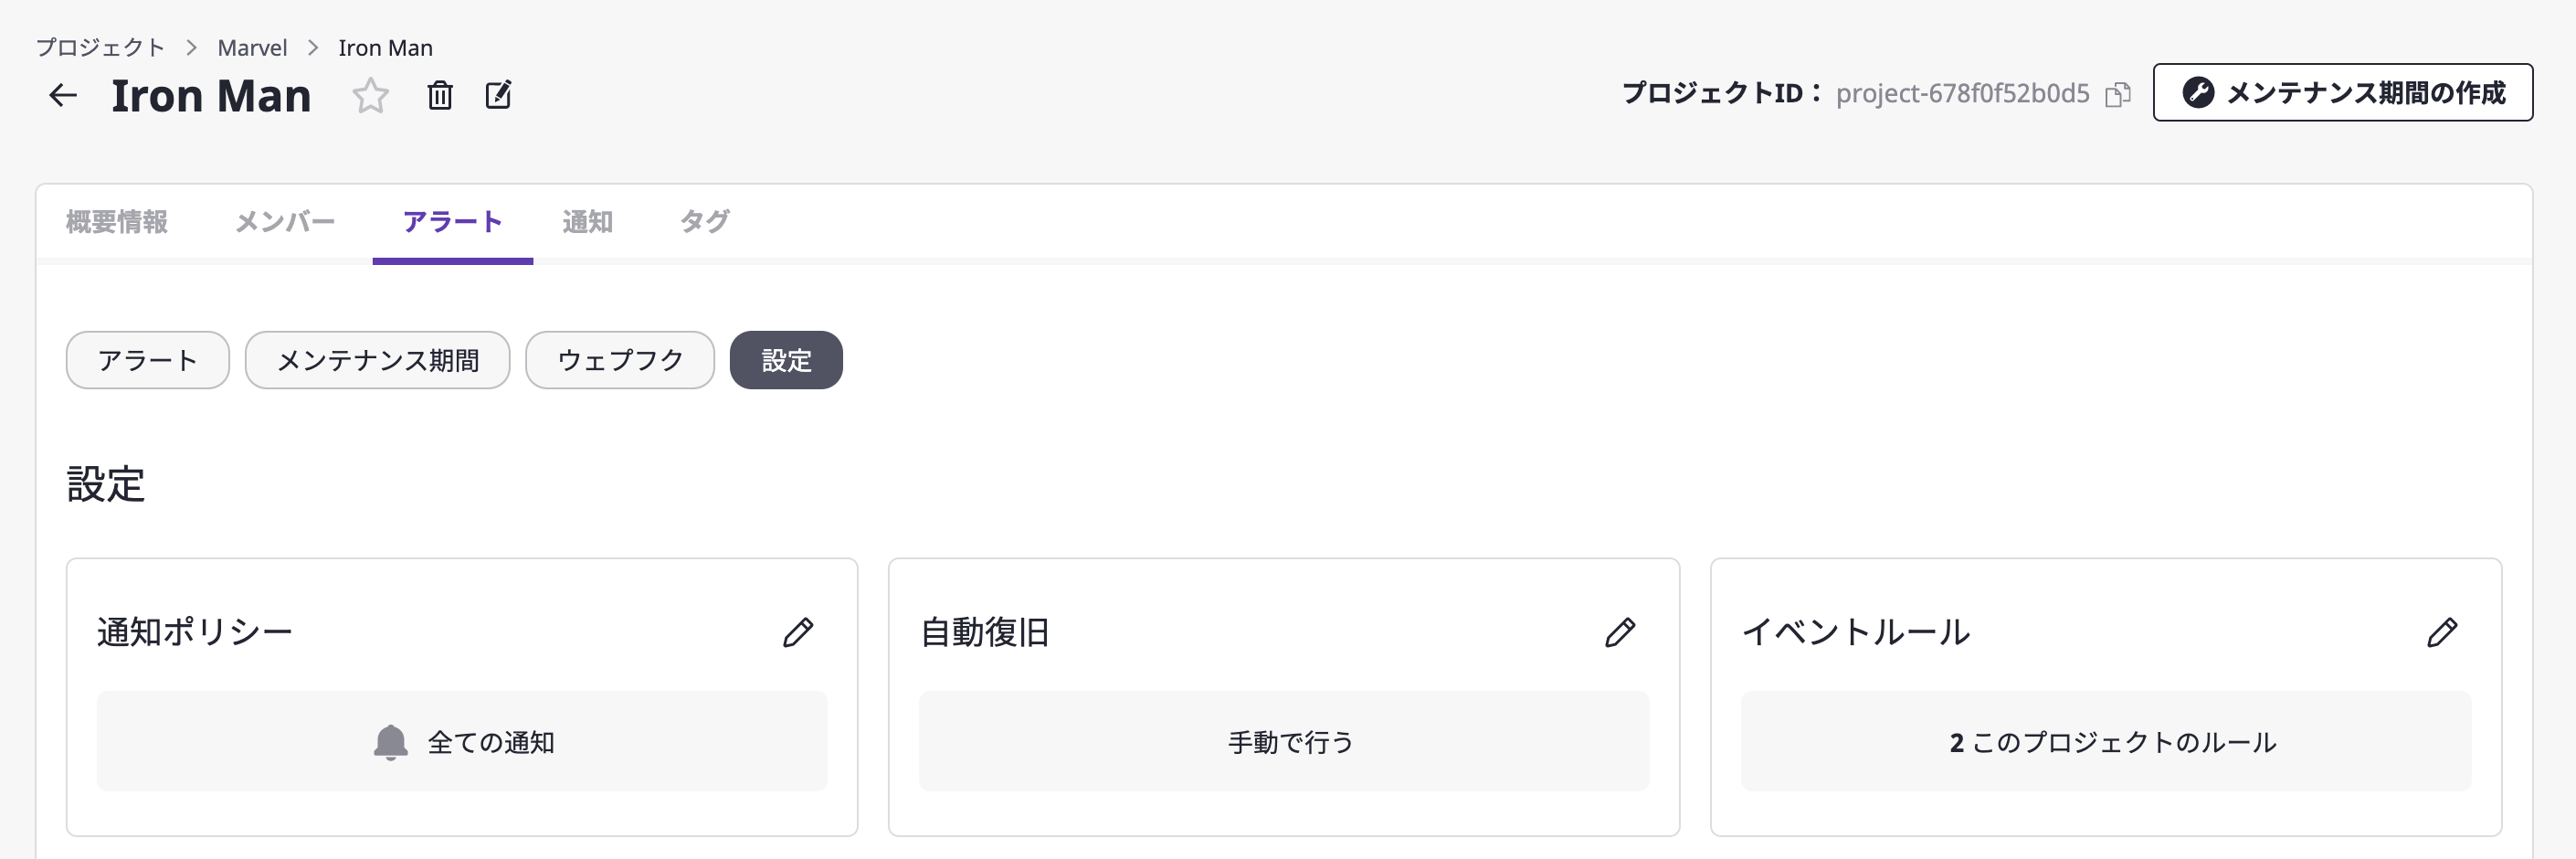 プロジェクト > Marvel > Iron Man
Iron Man
プロジェクトID： project-678f0f52b0d5
メンテナンス期間の作成
概要情報 メンバー アラート 通知 タグ
アラート メンテナンス期間 ウェブフク 設定
設定
通知ポリシー
全ての通知
自動復旧
手動で行う
イベントルール
2 このプロジェクトのルール